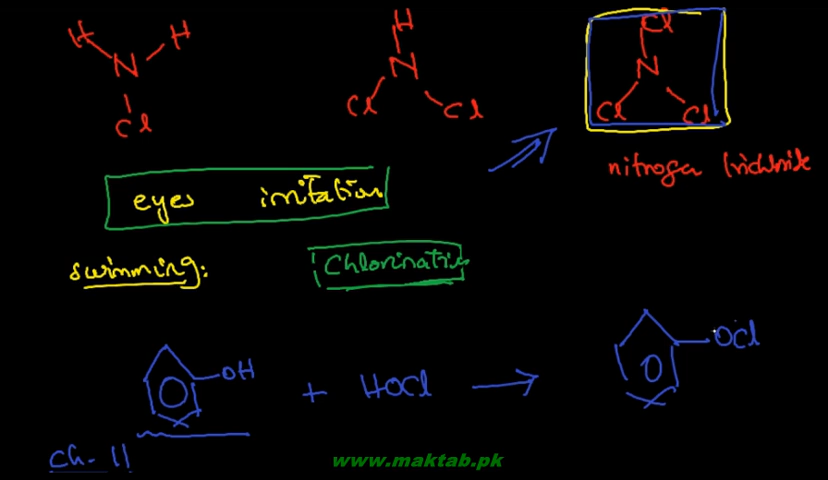 H H H Cl
N N N
Cl Cl Cl Cl Cl
nitrogen trichloride
eyes irritation
swimming: Chlorination
OH + HOCl → OCl
Ch- 11
www.maktab.pk